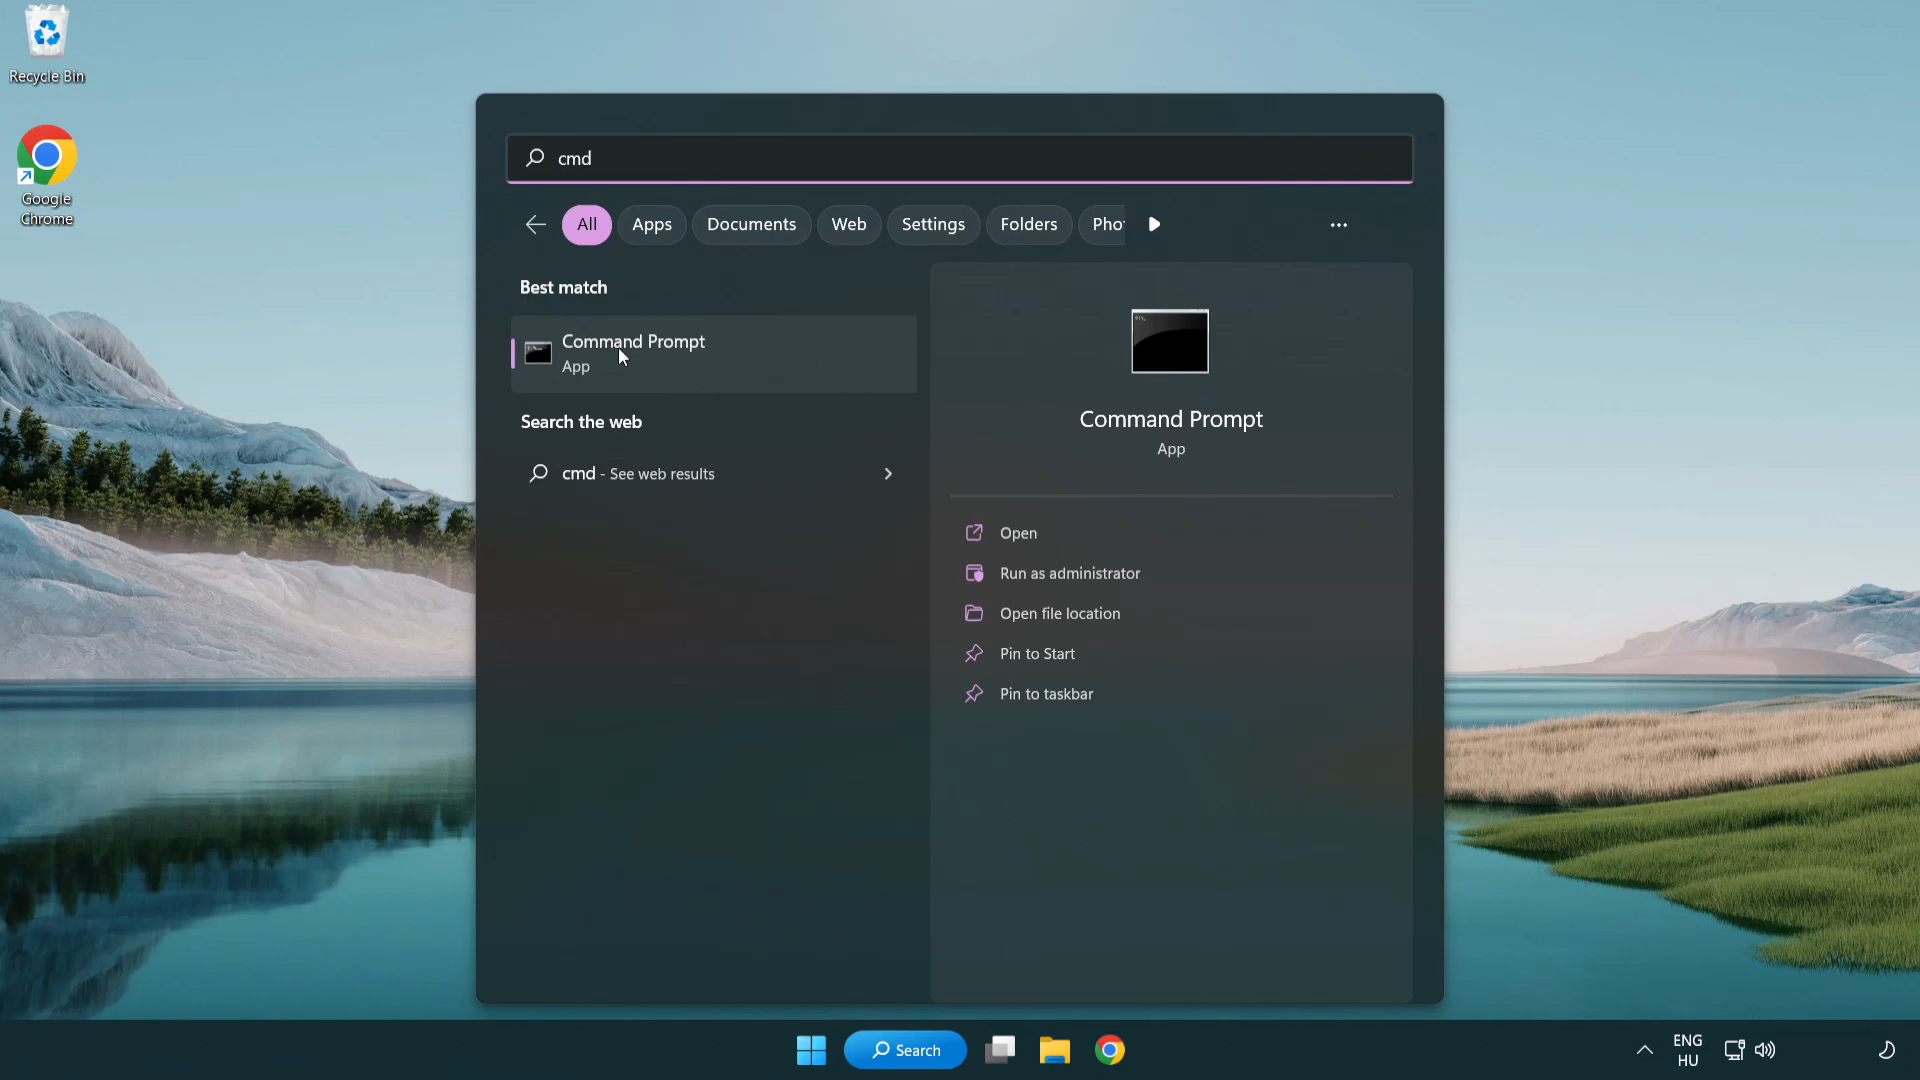 Recycle Bin
Google
Chrome
cmd
All
Apps
Documents
Web
Settings
Folders
Pho
Best match
Command Prompt
App
Search the web
cmd - See web results
Command Prompt
App
Open
Run as administrator
Open file location
Pin to Start
Pin to taskbar
Search
ENG
HU